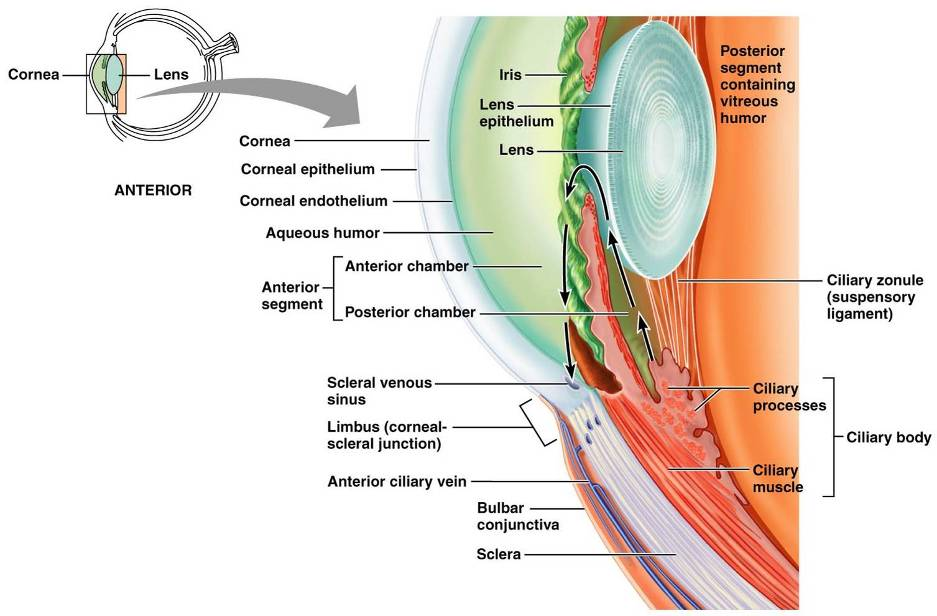 Cornea
Lens
ANTERIOR
Iris
Lens
epithelium
Lens
Posterior
segment
containing
vitreous
humor
Cornea
Corneal epithelium
Corneal endothelium
Aqueous humor
Anterior
segment
Anterior chamber
Posterior chamber
Ciliary zonule
(suspensory
ligament)
Scleral venous
sinus
Limbus (corneal-
scleral junction)
Ciliary
processes
Ciliary body
Ciliary
muscle
Anterior ciliary vein
Bulbar
conjunctiva
Sclera